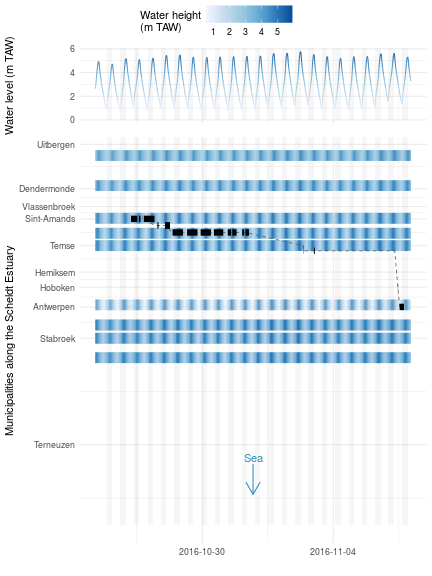 Water height
(m TAW)
1 2 3 4 5
Water level (m TAW)
6
4
2
0
Municipalities along the Scheldt Estuary
Uitbergen
Dendermonde
Vlassenbroek
Sint-Amands
Temse
Hemiksem
Hoboken
Antwerpen
Stabroek
Terneuzen
Sea
2016-10-30 2016-11-04